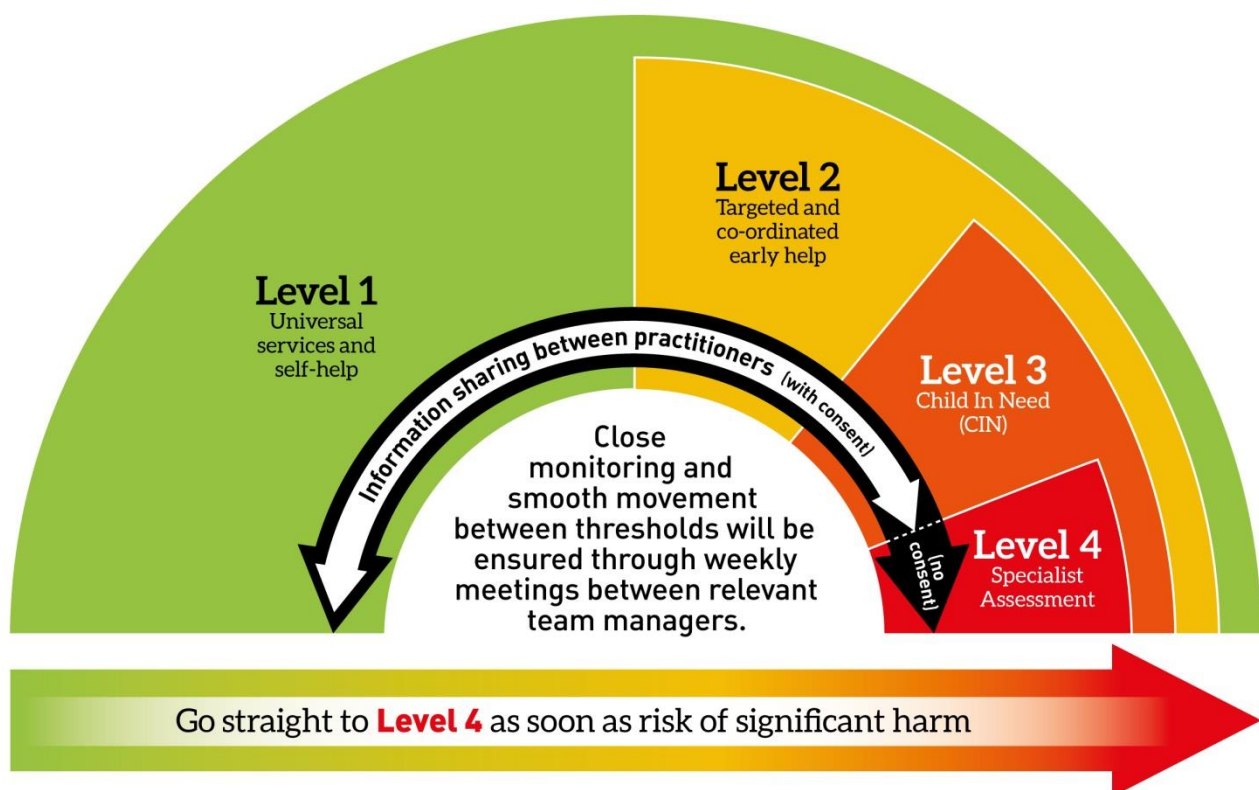 Level 1
Universal
services and
self-help
Level 2
Targeted and
co-ordinated
early help
Level 3
Child In Need
(CIN)
Level 4
Specialist
Assessment
Information sharing between practitioners (with consent)
(no
consent)
Close
monitoring and
smooth movement
between thresholds will be
ensured through weekly
meetings between relevant
team managers.
Go straight to Level 4 as soon as risk of significant harm